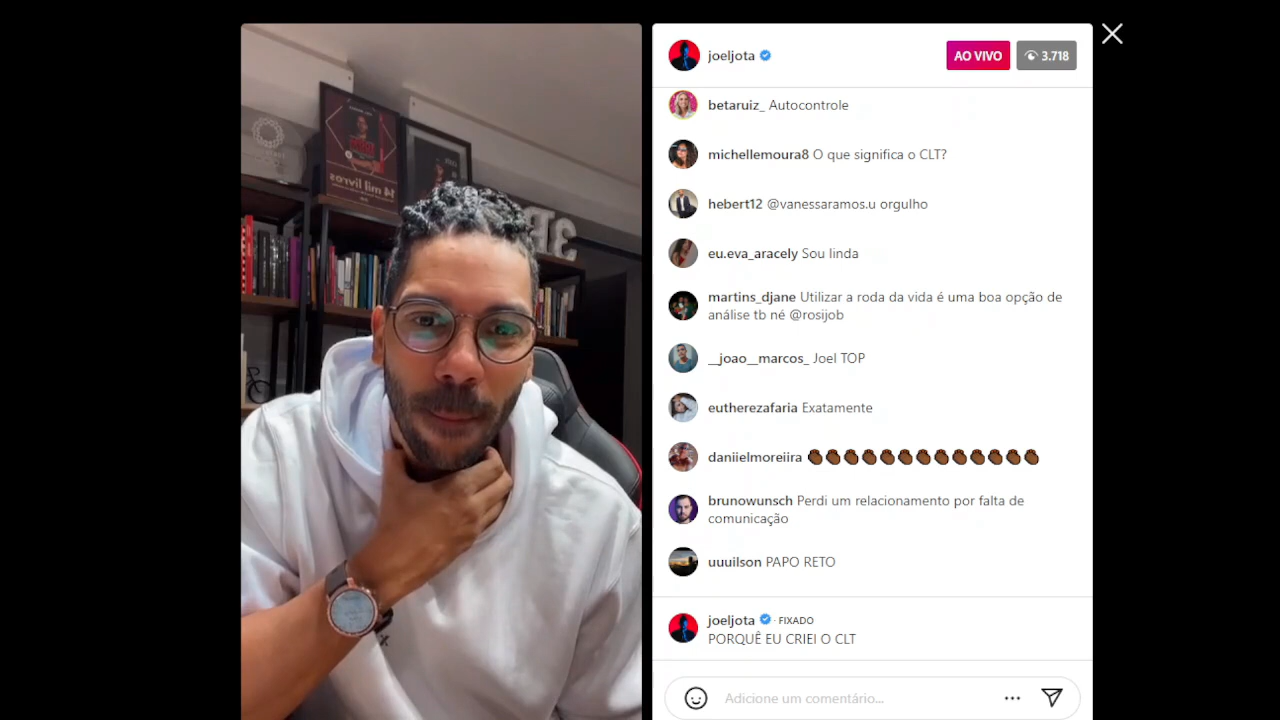 joeljota
AO VIVO
3.718
betaruiz_ Autocontrole
michellemoura8 O que significa o CLT?
hebert12 @vanessaramos.u orgulho
eu.eva_aracely Sou linda
martins_djane Utilizar a roda da vida é uma boa opção de
análise tb né @rosijob
__joao__marcos_ Joel TOP
eutherezafaria Exatamente
daniielmoreiira 👏🏾👏🏾👏🏾👏🏾👏🏾👏🏾👏🏾👏🏾👏🏾👏🏾👏🏾👏🏾👏🏾
brunowunsch Perdi um relacionamento por falta de
comunicação
uuuilson PAPO RETO
joeljota · FIXADO
PORQUÊ EU CRIEI O CLT
Adicione um comentário...
14 mil livros